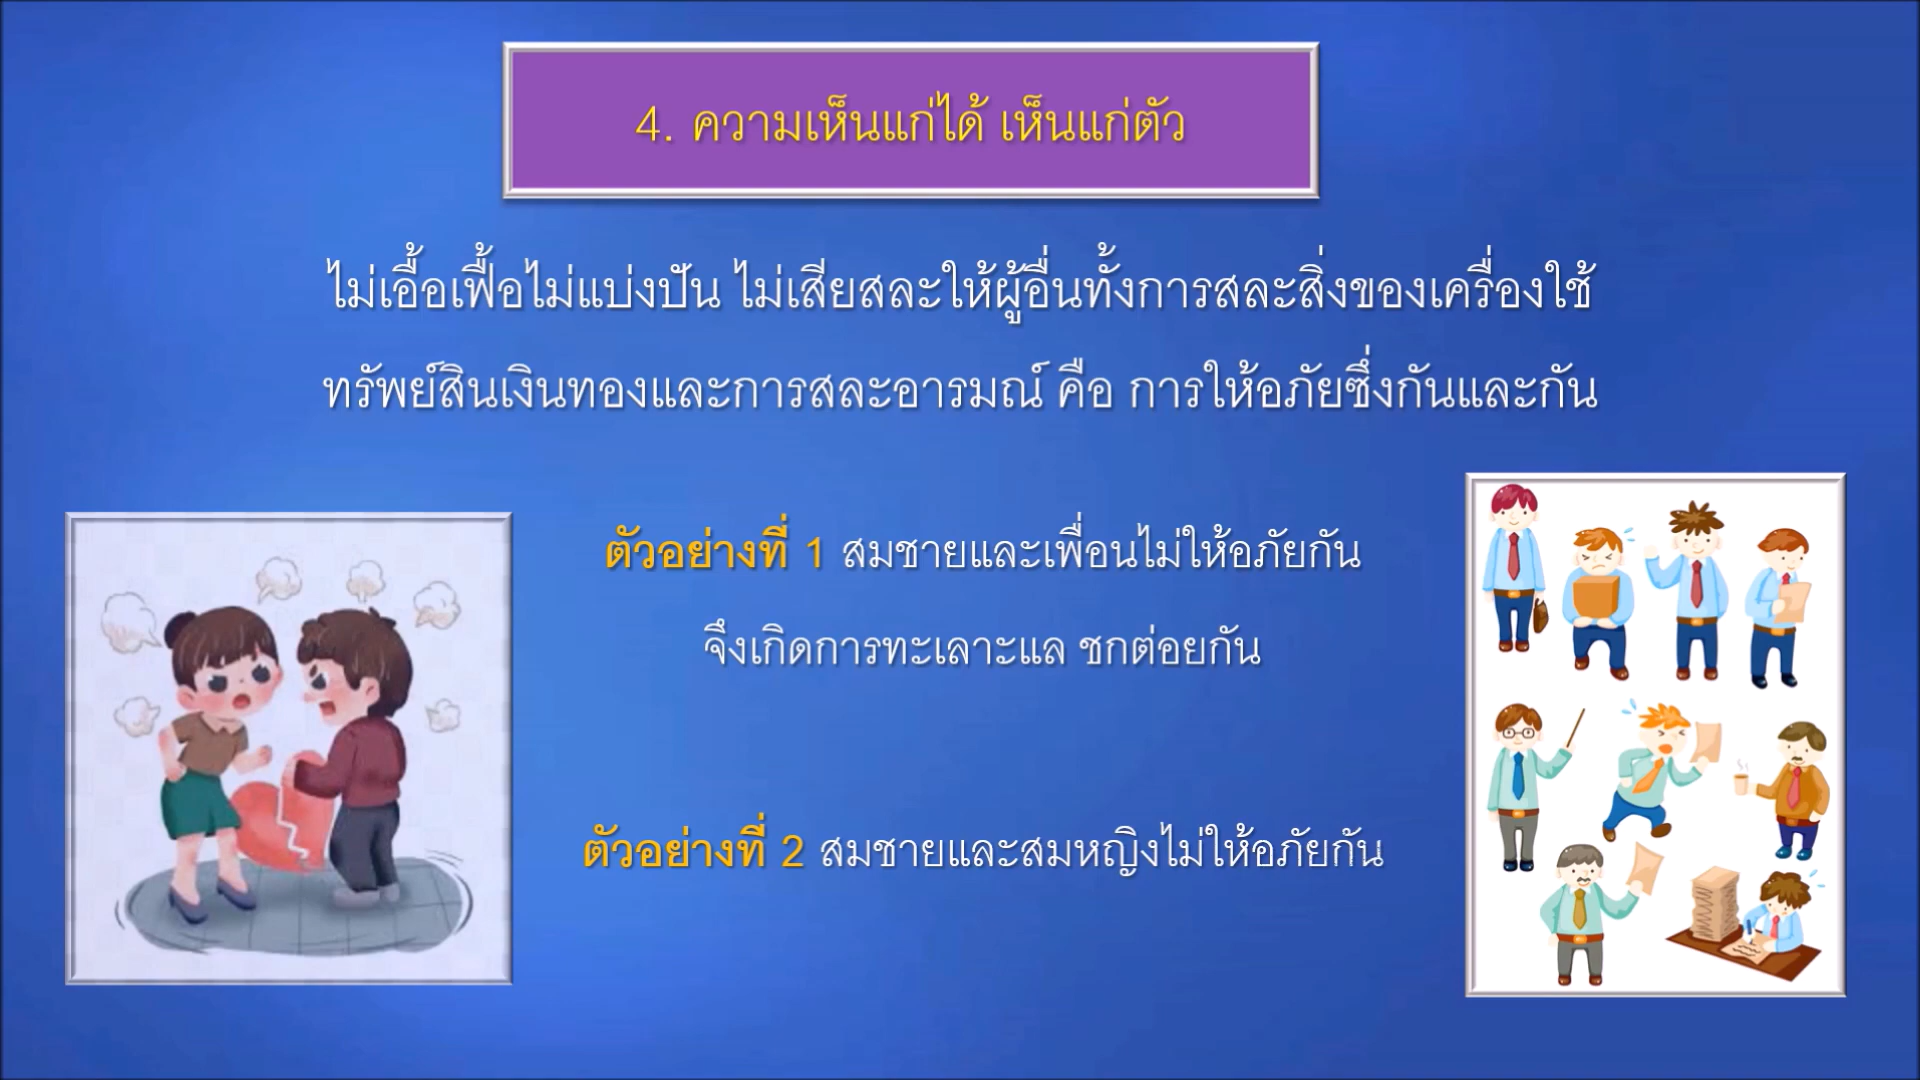 4. ความเห็นแก่ได้ เห็นแก่ตัว
ไม่เอื้อเฟื้อไม่แบ่งปัน ไม่เสียสละให้ผู้อื่นทั้งการสละสิ่งของเครื่องใช้
ทรัพย์สินเงินทองและการสละอารมณ์ คือ การให้อภัยซึ่งกันและกัน
ตัวอย่างที่ 1 สมชายและเพื่อนไม่ให้อภัยกัน
จึงเกิดการทะเลาะแล ชกต่อยกัน
ตัวอย่างที่ 2 สมชายและสมหญิงไม่ให้อภัยกัน